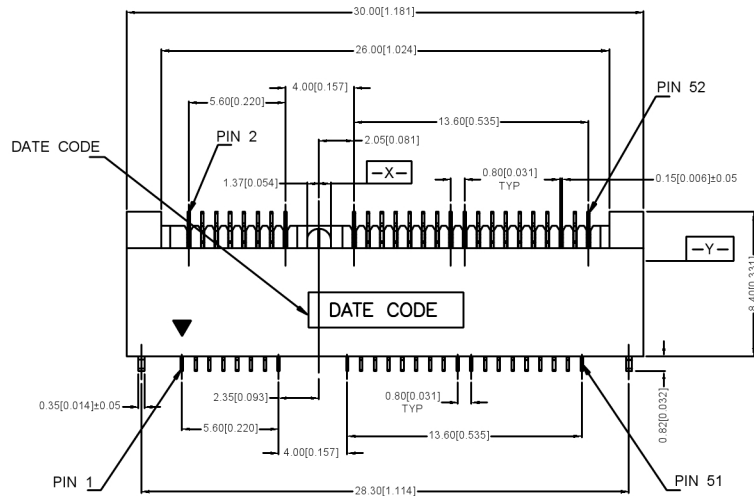 30.00[1.181]
26.00[1.024]
4.00[0.157]
5.60[0.220]
PIN 52
13.60[0.535]
PIN 2
2.05[0.081]
DATE CODE
-X-
0.80[0.031]
TYP
0.15[0.006]±0.05
1.37[0.054]
-Y-
8.40[0.331]
DATE CODE
0.35[0.014]±0.05
2.35[0.093]
0.80[0.031]
TYP
0.82[0.032]
5.60[0.220]
13.60[0.535]
4.00[0.157]
PIN 1
PIN 51
28.30[1.114]